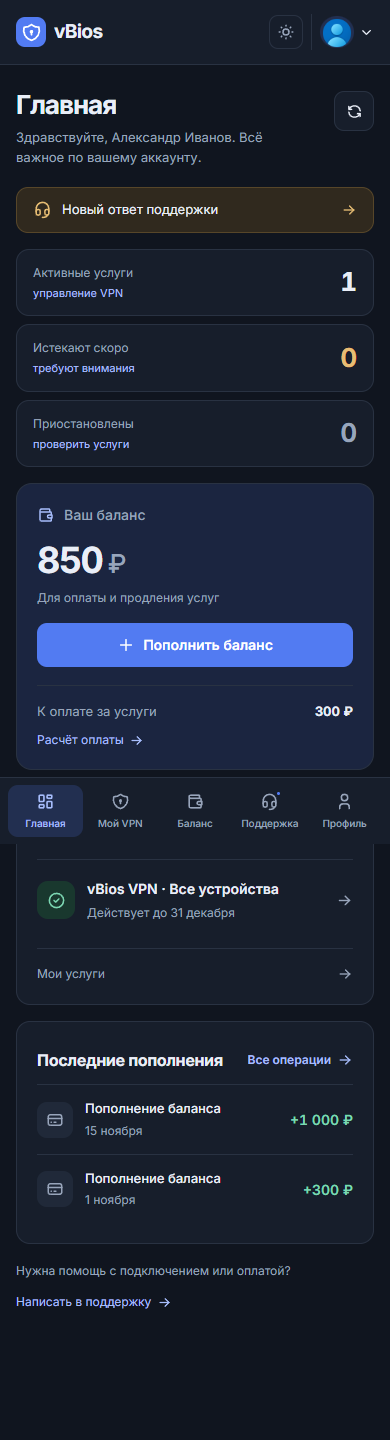 vBios
Главная
Здравствуйте, Александр Иванов. Всё
важное по вашему аккаунту.
Новый ответ поддержки
Активные услуги
управление VPN
1
Истекают скоро
требуют внимания
0
Приостановлены
проверить услуги
0
Ваш баланс
850 ₽
Для оплаты и продления услуг
Пополнить баланс
К оплате за услуги
300 ₽
Расчёт оплаты
Главная
Мой VPN
Баланс
Поддержка
Профиль
vBios VPN · Все устройства
Действует до 31 декабря
Мои услуги
Последние пополнения
Все операции
Пополнение баланса
15 ноября
+1 000 ₽
Пополнение баланса
1 ноября
+300 ₽
Нужна помощь с подключением или оплатой?
Написать в поддержку